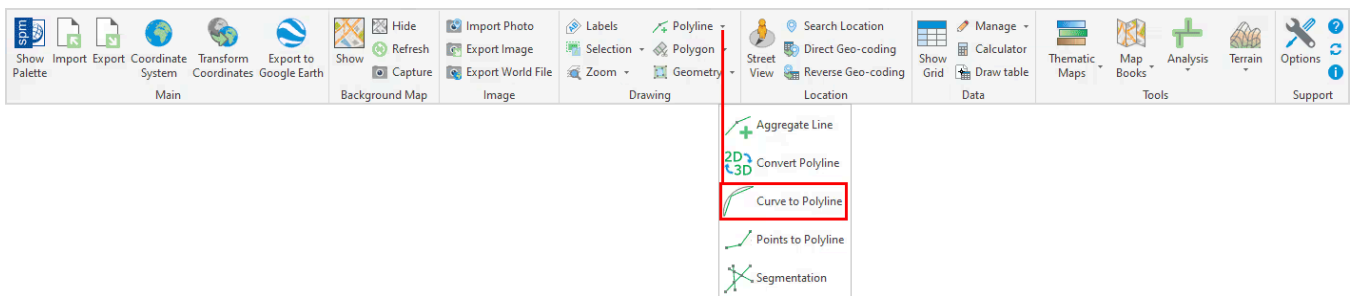 spm
Show Palette
Import
Export
Coordinate System
Transform Coordinates
Export to Google Earth
Main
Show
Hide
Refresh
Capture
Background Map
Import Photo
Export Image
Export World File
Image
Labels
Selection
Zoom
Polyline
Polygon
Geometry
Drawing
Street View
Search Location
Direct Geo-coding
Reverse Geo-coding
Location
Show Grid
Manage
Calculator
Draw table
Data
Thematic Maps
Map Books
Analysis
Terrain
Tools
Options
?
i
Support
Aggregate Line
2D 3D
Convert Polyline
Curve to Polyline
Points to Polyline
Segmentation